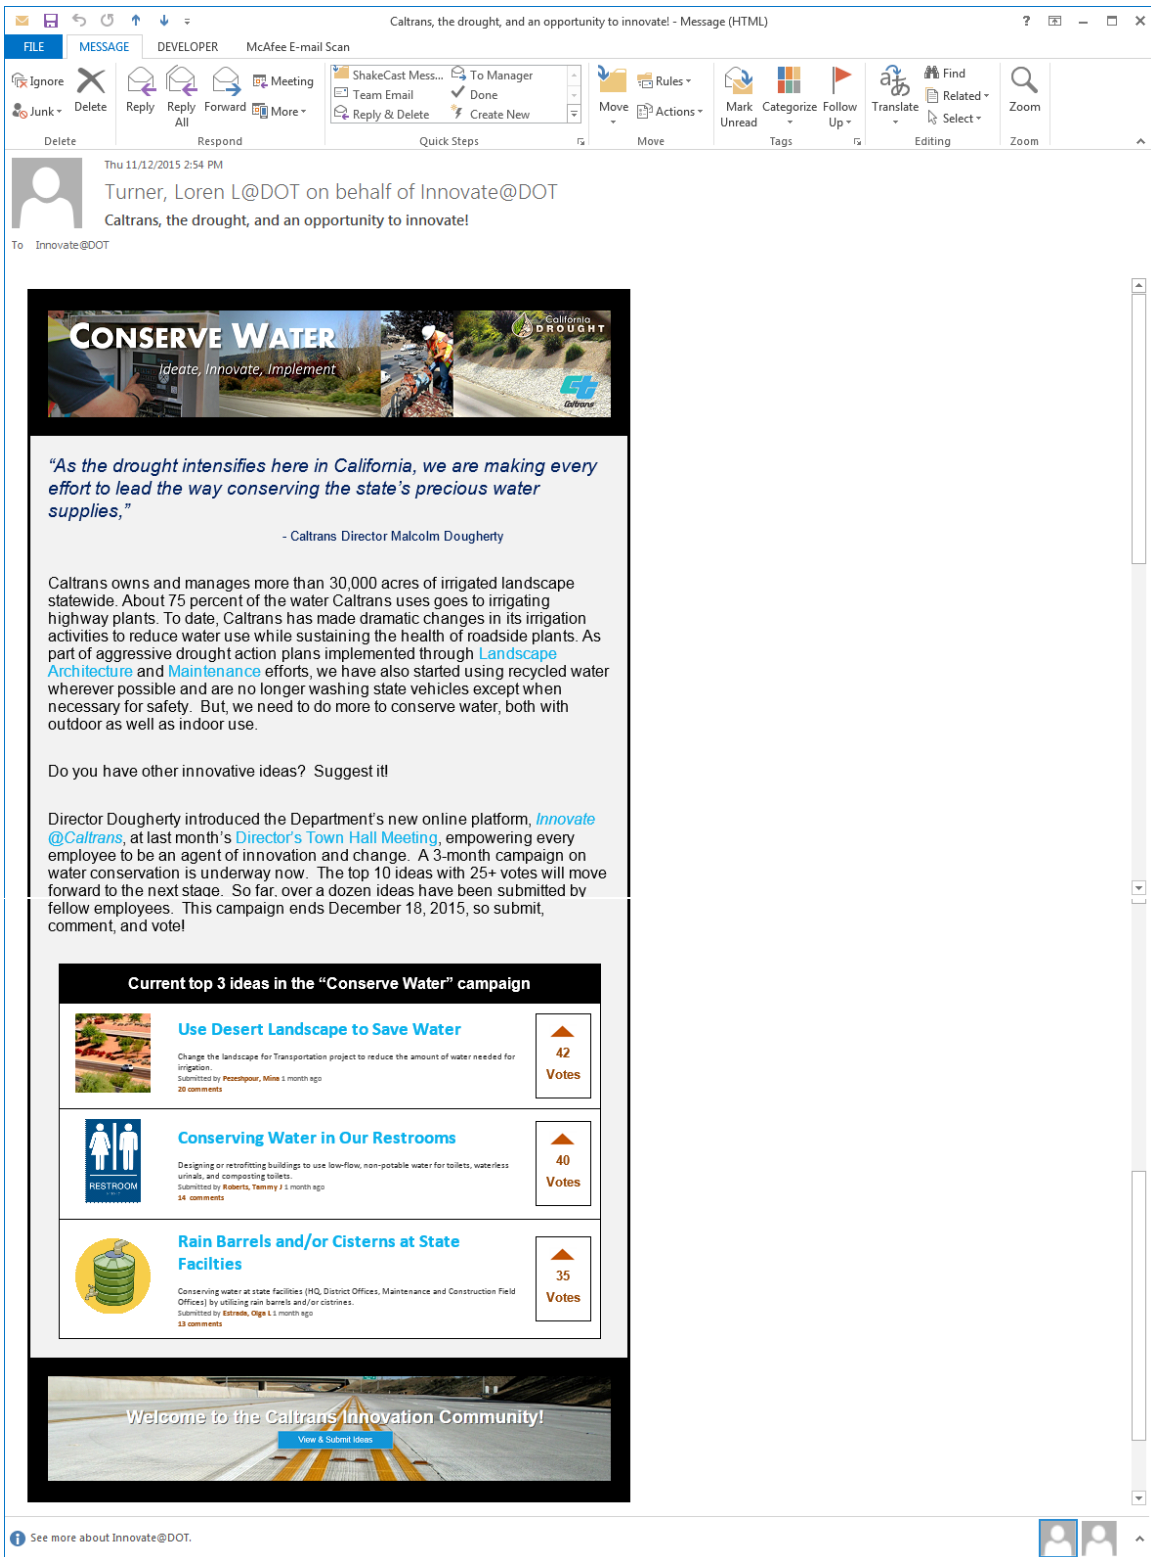 Caltrans, the drought, and an opportunity to innovate! - Message (HTML)
FILE MESSAGE DEVELOPER McAfee E-mail Scan
Ignore
Junk
Delete
Reply
Reply All
Forward
Meeting
More
ShakeCast Mess...
To Manager
Team Email
Done
Reply & Delete
Create New
Move
Rules
Actions
Mark Unread
Categorize
Follow Up
Translate
Find
Related
Select
Zoom
Delete Respond Quick Steps Move Tags Editing Zoom
Thu 11/12/2015 2:54 PM
Turner, Loren L@DOT on behalf of Innovate@DOT
Caltrans, the drought, and an opportunity to innovate!
To Innovate@DOT
CONSERVE WATER
Ideate, Innovate, Implement
California
DROUGHT
Caltrans
“As the drought intensifies here in California, we are making every
effort to lead the way conserving the state’s precious water
supplies,”
- Caltrans Director Malcolm Dougherty
Caltrans owns and manages more than 30,000 acres of irrigated landscape
statewide. About 75 percent of the water Caltrans uses goes to irrigating
highway plants. To date, Caltrans has made dramatic changes in its irrigation
activities to reduce water use while sustaining the health of roadside plants. As
part of aggressive drought action plans implemented through Landscape
Architecture and Maintenance efforts, we have also started using recycled water
wherever possible and are no longer washing state vehicles except when
necessary for safety. But, we need to do more to conserve water, both with
outdoor as well as indoor use.
Do you have other innovative ideas? Suggest it!
Director Dougherty introduced the Department’s new online platform, Innovate
@Caltrans, at last month’s Director’s Town Hall Meeting, empowering every
employee to be an agent of innovation and change. A 3-month campaign on
water conservation is underway now. The top 10 ideas with 25+ votes will move
forward to the next stage. So far, over a dozen ideas have been submitted by
fellow employees. This campaign ends December 18, 2015, so submit,
comment, and vote!
Current top 3 ideas in the “Conserve Water” campaign
Use Desert Landscape to Save Water
Change the landscape for Transportation project to reduce the amount of water needed for
irrigation.
Submitted by Pezeshpour, Mina 1 month ago
20 comments
42
Votes
RESTROOM
Conserving Water in Our Restrooms
Designing or retrofitting buildings to use low-flow, non-potable water for toilets, waterless
urinals, and composting toilets.
Submitted by Roberts, Tammy J 1 month ago
14 comments
40
Votes
Rain Barrels and/or Cisterns at State
Facilties
Conserving water at state facilities (HQ, District Offices, Maintenance and Construction Field
Offices) by utilizing rain barrels and/or cistrines.
Submitted by Estrada, Olga L 1 month ago
13 comments
35
Votes
Welcome to the Caltrans Innovation Community!
View & Submit Ideas
See more about Innovate@DOT.